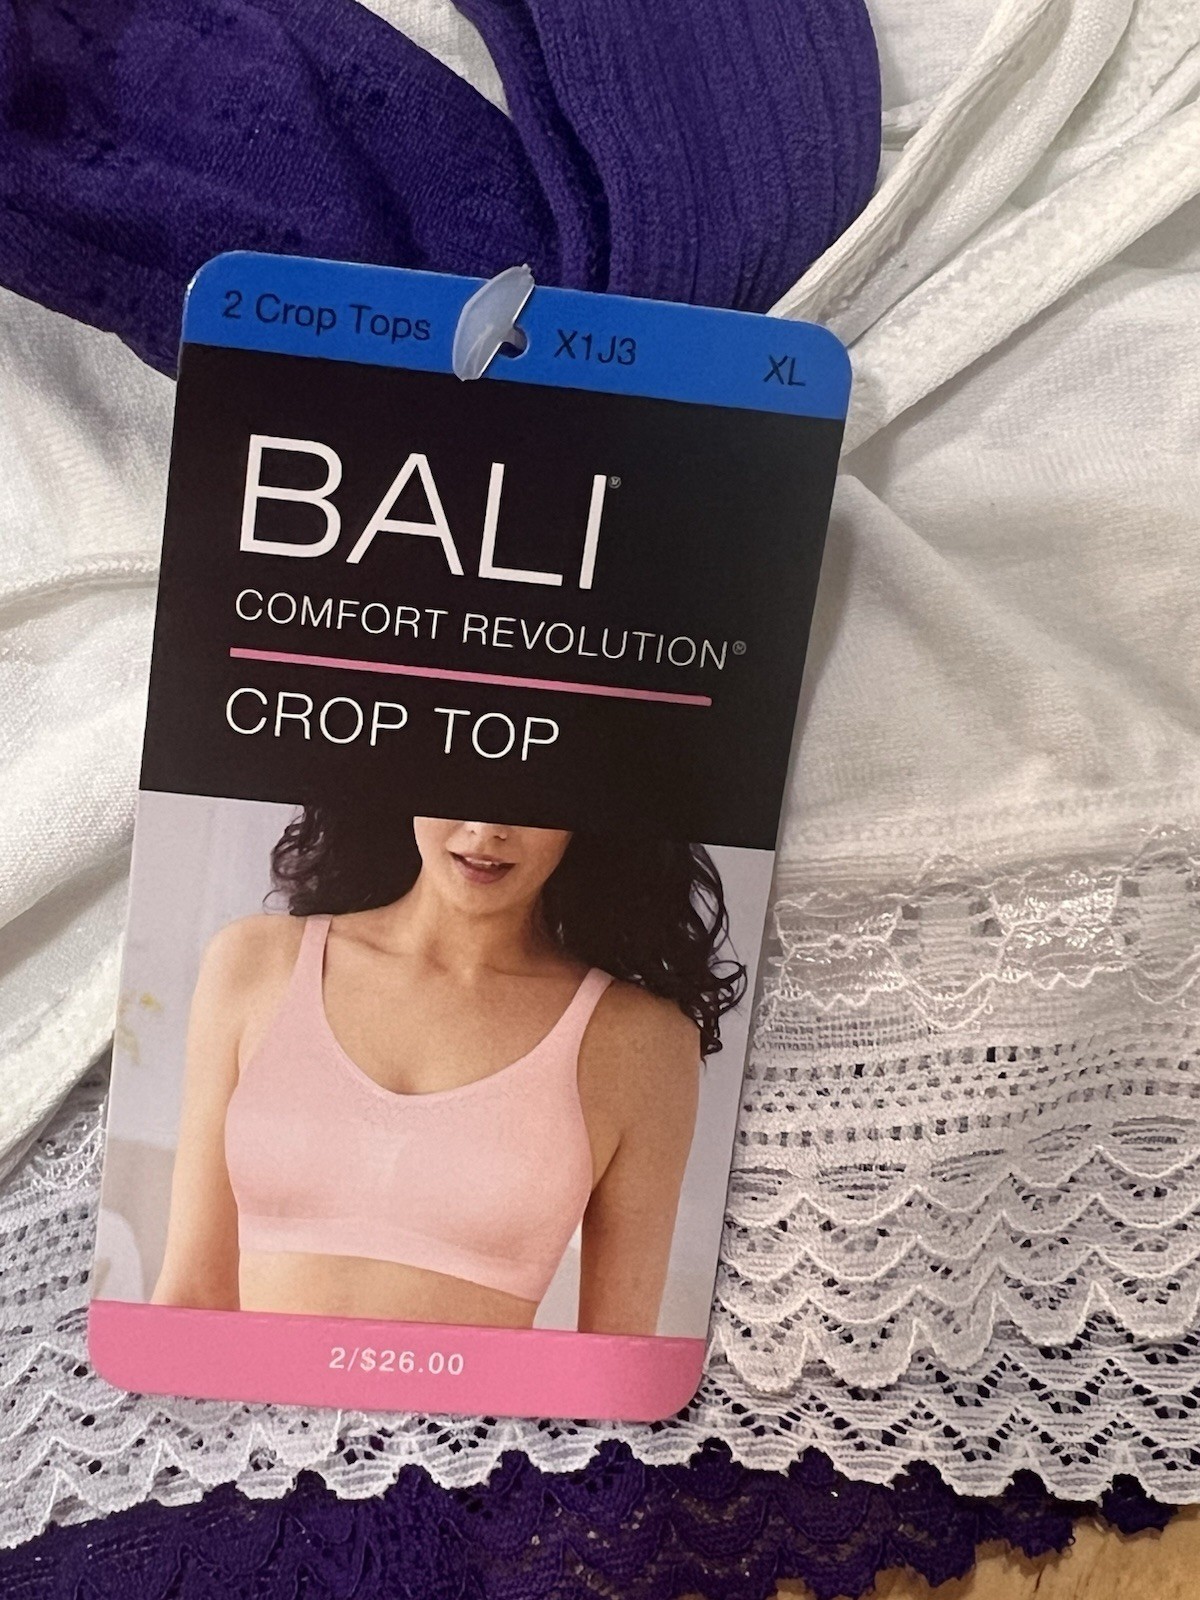 2 Crop Tops X1J3 XL
BALI®
COMFORT REVOLUTION®
CROP TOP
2/$26.00